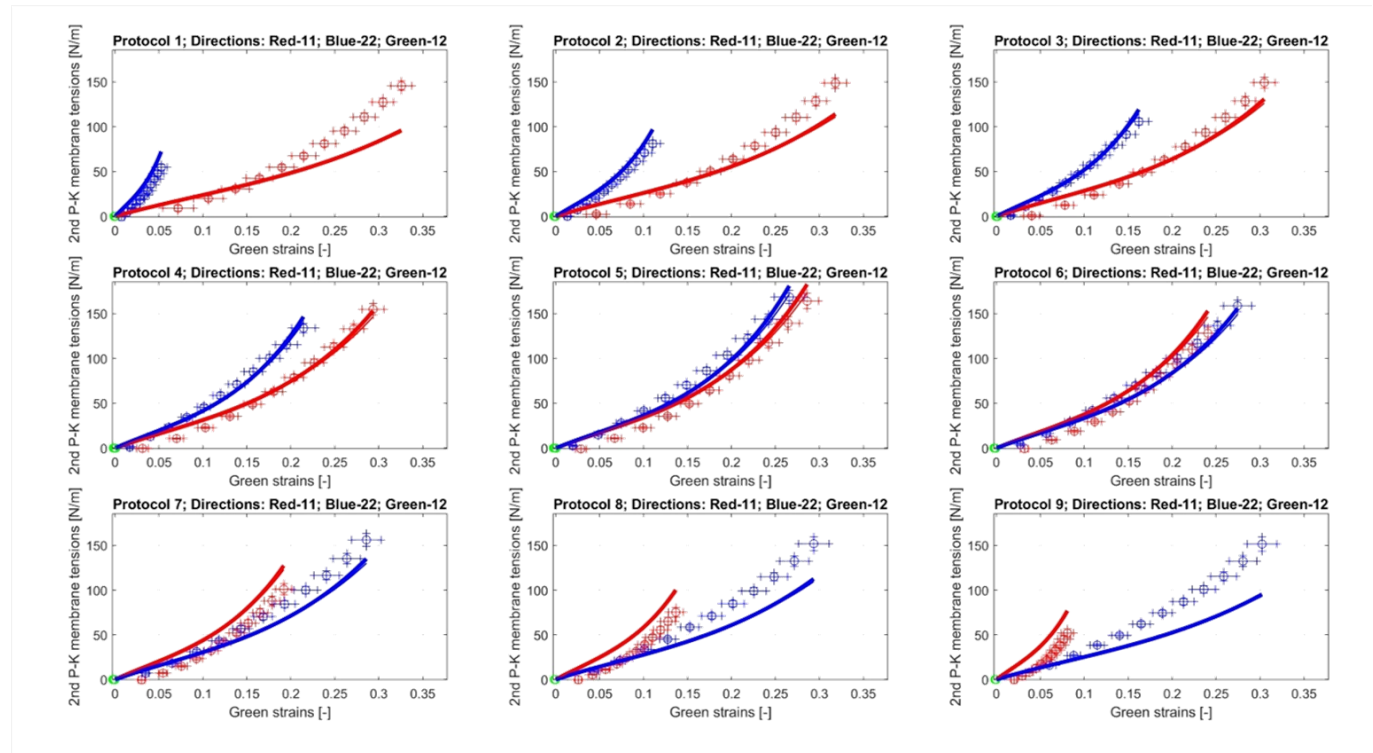 Protocol 1; Directions: Red-11; Blue-22; Green-12
2nd P-K membrane tensions [N/m]
150
100
50
0
0 0.05 0.1 0.15 0.2 0.25 0.3 0.35
Green strains [-]
Protocol 2; Directions: Red-11; Blue-22; Green-12
2nd P-K membrane tensions [N/m]
150
100
50
0
0 0.05 0.1 0.15 0.2 0.25 0.3 0.35
Green strains [-]
Protocol 3; Directions: Red-11; Blue-22; Green-12
2nd P-K membrane tensions [N/m]
150
100
50
0
0 0.05 0.1 0.15 0.2 0.25 0.3 0.35
Green strains [-]
Protocol 4; Directions: Red-11; Blue-22; Green-12
2nd P-K membrane tensions [N/m]
150
100
50
0
0 0.05 0.1 0.15 0.2 0.25 0.3 0.35
Green strains [-]
Protocol 5; Directions: Red-11; Blue-22; Green-12
2nd P-K membrane tensions [N/m]
150
100
50
0
0 0.05 0.1 0.15 0.2 0.25 0.3 0.35
Green strains [-]
Protocol 6; Directions: Red-11; Blue-22; Green-12
2nd P-K membrane tensions [N/m]
150
100
50
0
0 0.05 0.1 0.15 0.2 0.25 0.3 0.35
Green strains [-]
Protocol 7; Directions: Red-11; Blue-22; Green-12
2nd P-K membrane tensions [N/m]
150
100
50
0
0 0.05 0.1 0.15 0.2 0.25 0.3 0.35
Green strains [-]
Protocol 8; Directions: Red-11; Blue-22; Green-12
2nd P-K membrane tensions [N/m]
150
100
50
0
0 0.05 0.1 0.15 0.2 0.25 0.3 0.35
Green strains [-]
Protocol 9; Directions: Red-11; Blue-22; Green-12
2nd P-K membrane tensions [N/m]
150
100
50
0
0 0.05 0.1 0.15 0.2 0.25 0.3 0.35
Green strains [-]